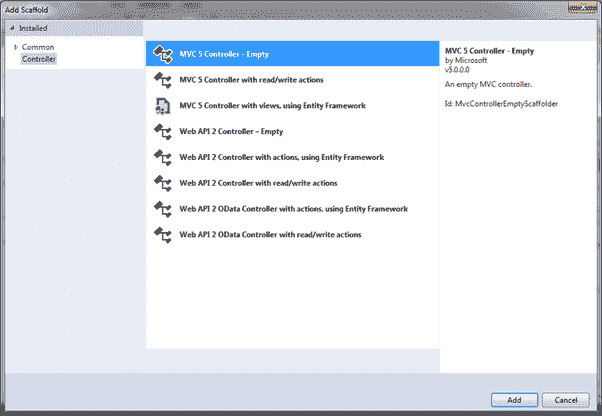 Add Scaffold
Installed
Common
Controller
MVC 5 Controller - Empty
MVC 5 Controller with read/write actions
MVC 5 Controller with views, using Entity Framework
Web API 2 Controller – Empty
Web API 2 Controller with actions, using Entity Framework
Web API 2 Controller with read/write actions
Web API 2 OData Controller with actions, using Entity Framework
Web API 2 OData Controller with read/write actions
MVC 5 Controller - Empty
by Microsoft
v5.0.0.0
An empty MVC controller.
Id: MvcControllerEmptyScaffolder
Add
Cancel